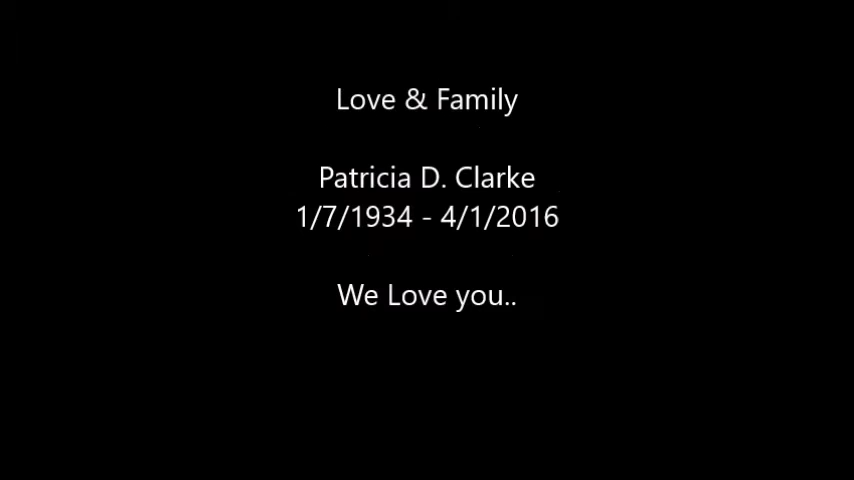 Love & Family
Patricia D. Clarke
1/7/1934 - 4/1/2016
We Love you..